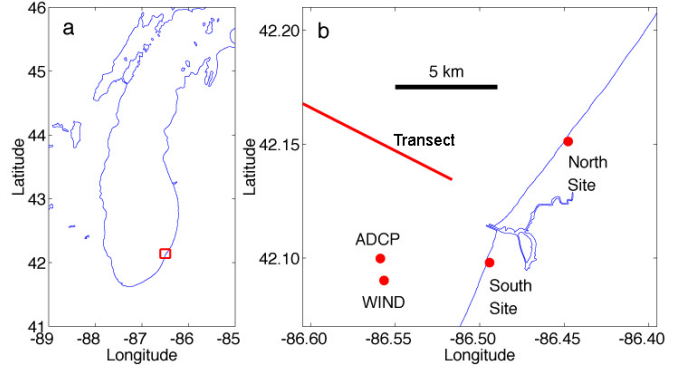 a
46
45
44
43
42
41
Latitude
-89 -88 -87 -86 -85
Longitude
b
42.20
42.15
42.10
Latitude
5 km
Transect
North
Site
ADCP
WIND
South
Site
-86.60 -86.55 -86.50 -86.45 -86.40
Longitude